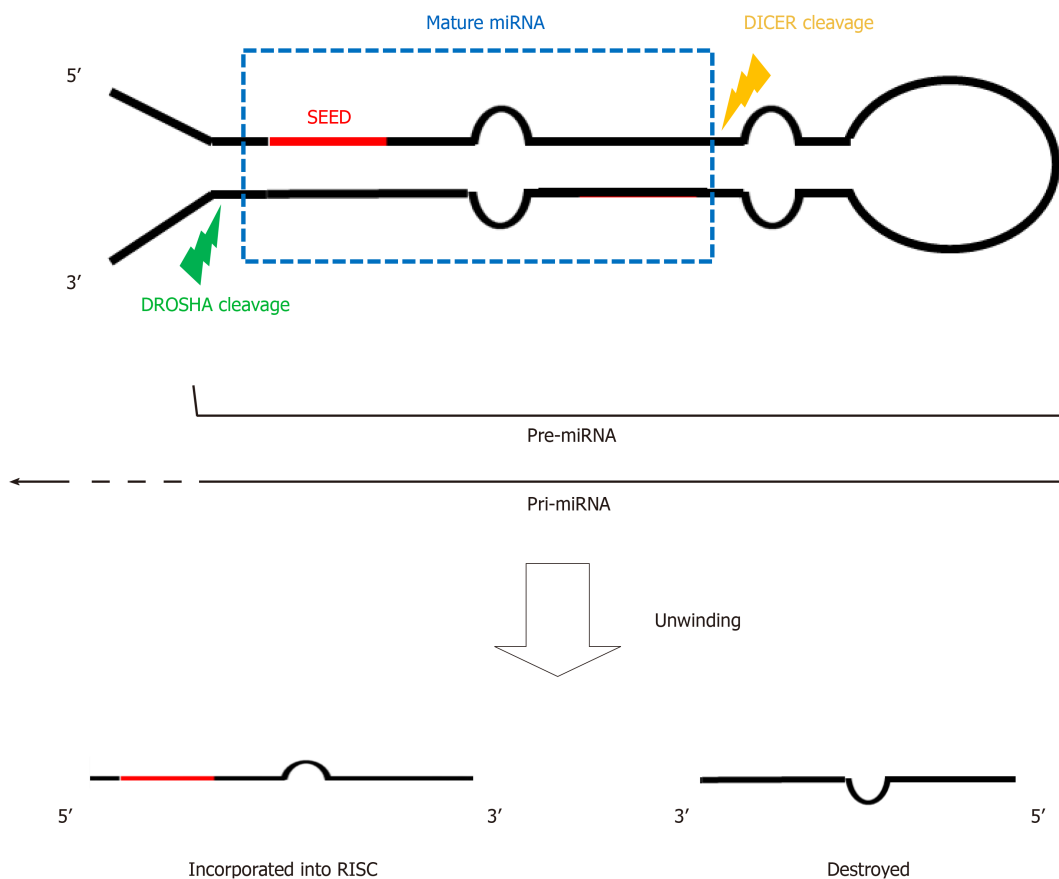 Mature miRNA
DICER cleavage
5′
SEED
3′
DROSHA cleavage
Pre-miRNA
Pri-miRNA
Unwinding
5′
3′
3′
5′
Incorporated into RISC
Destroyed